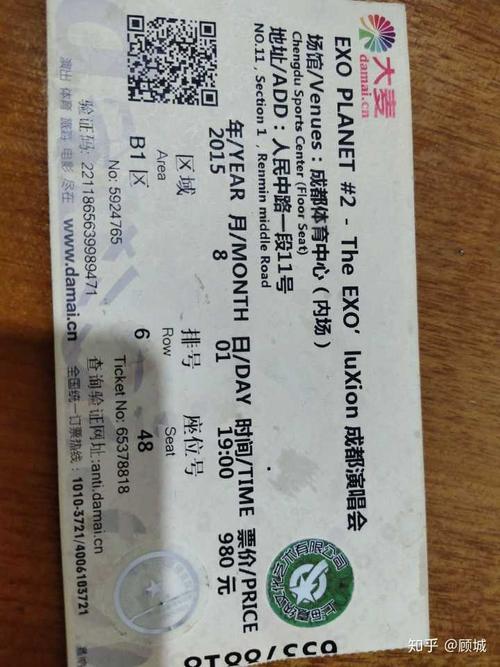 大麦
damai.cn
EXO PLANET #2 - The EXO' luXion 成都演唱会
场馆/Venues：成都体育中心（内场）
Chengdu Sports Center (Floor Seat)
地址/ADD：人民中路一段11号
NO.11, Section 1, Renmin middle Road
年/YEAR 月/MONTH 日/DAY 时间/TIME 票价/PRICE
2015 8 01 19:00 980元
区域 排号 座位号
Area Row Seat
B1区 6 48
No: 5924765 Ticket No: 65378818
验证码: 2211865639989471 查询验证网址:anti.damai.cn
www.damai.cn 全国统一订票热线: 1010-3721/4006103721
知乎 @顾城